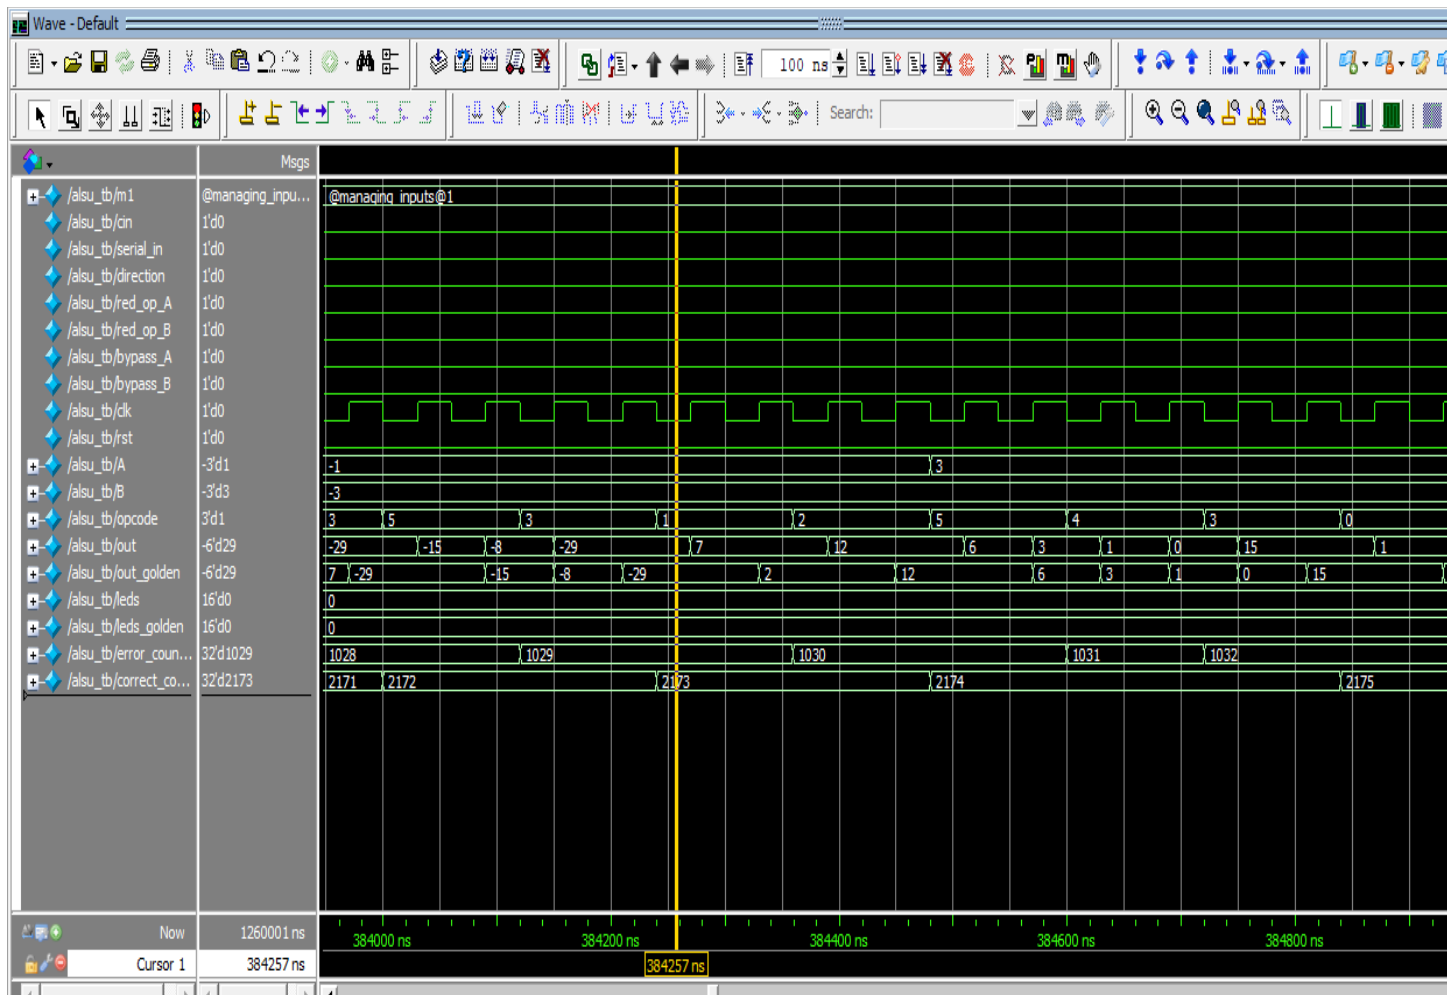 Wave - Default
100 ns
Search:
Msgs
/alsu_tb/m1 @managing_inpu... @managing_inputs@1
/alsu_tb/cin 1'd0
/alsu_tb/serial_in 1'd0
/alsu_tb/direction 1'd0
/alsu_tb/red_op_A 1'd0
/alsu_tb/red_op_B 1'd0
/alsu_tb/bypass_A 1'd0
/alsu_tb/bypass_B 1'd0
/alsu_tb/clk 1'd0
/alsu_tb/rst 1'd0
/alsu_tb/A -3'd1 -1 3
/alsu_tb/B -3'd3 -3
/alsu_tb/opcode 3'd1 3 5 3 1 2 5 4 3 0
/alsu_tb/out -6'd29 -29 -15 -8 -29 7 12 6 3 1 0 15 1
/alsu_tb/out_golden -6'd29 7 -29 -15 -8 -29 2 12 6 3 1 0 15
/alsu_tb/leds 16'd0 0
/alsu_tb/leds_golden 16'd0 0
/alsu_tb/error_coun... 32'd1029 1028 1029 1030 1031 1032
/alsu_tb/correct_co... 32'd2173 2171 2172 2173 2174 2175
Now 1260001 ns 384000 ns 384200 ns 384400 ns 384600 ns 384800 ns
Cursor 1 384257 ns 384257 ns